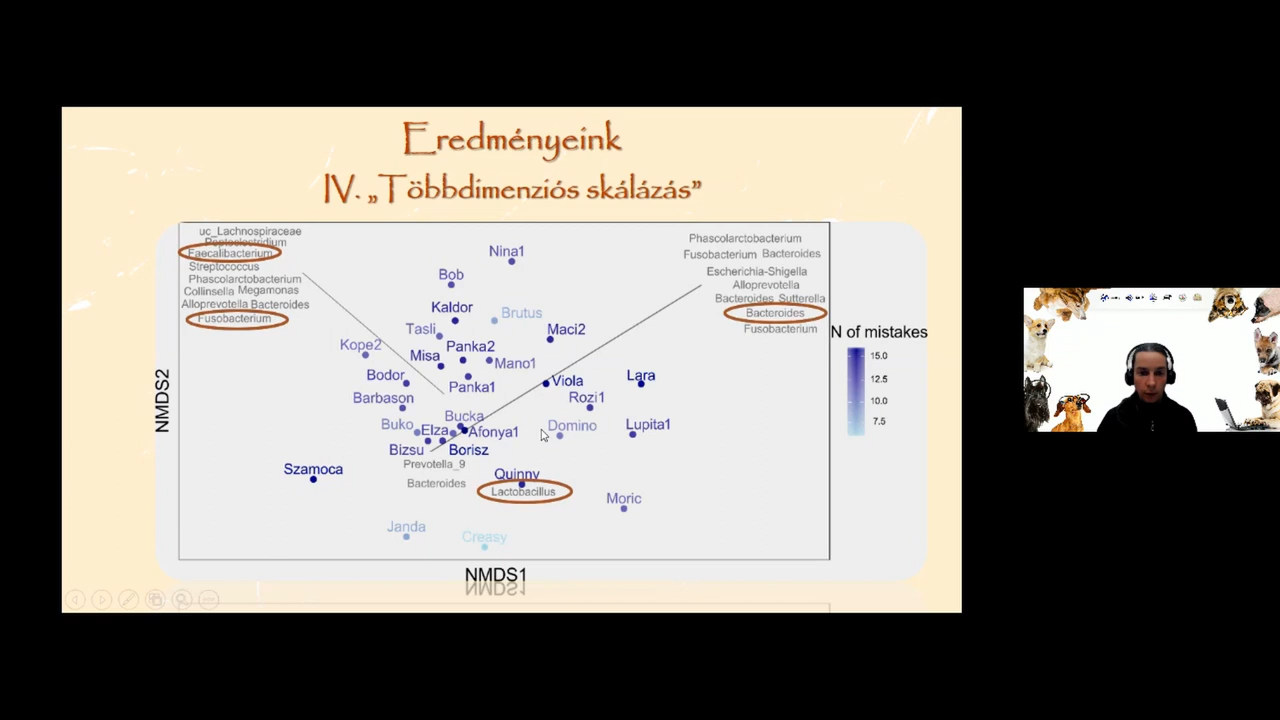 Eredményeink
IV. „Többdimenziós skálázás”
uc_Lachnospiraceae
Peptoclostridium
Faecalibacterium
Streptococcus
Phascolarctobacterium
Collinsella Megamonas
Alloprevotella Bacteroides
Fusobacterium
Phascolarctobacterium
Fusobacterium Bacteroides
Escherichia-Shigella
Alloprevotella
Bacteroides Sutterella
Bacteroides
Fusobacterium
Nina1
Bob
Kaldor
Brutus
Tasli
Maci2
Kope2
Panka2
Misa
Mano1
Bodor
Panka1
Viola
Lara
Barbason
Rozi1
Bucka
Buko
Elza
Afonya1
Domino
Lupita1
Bizsu
Borisz
Prevotella_9
Szamoca
Quinny
Bacteroides
Lactobacillus
Moric
Janda
Creasy
NMDS2
NMDS1
N of mistakes
15.0
12.5
10.0
7.5